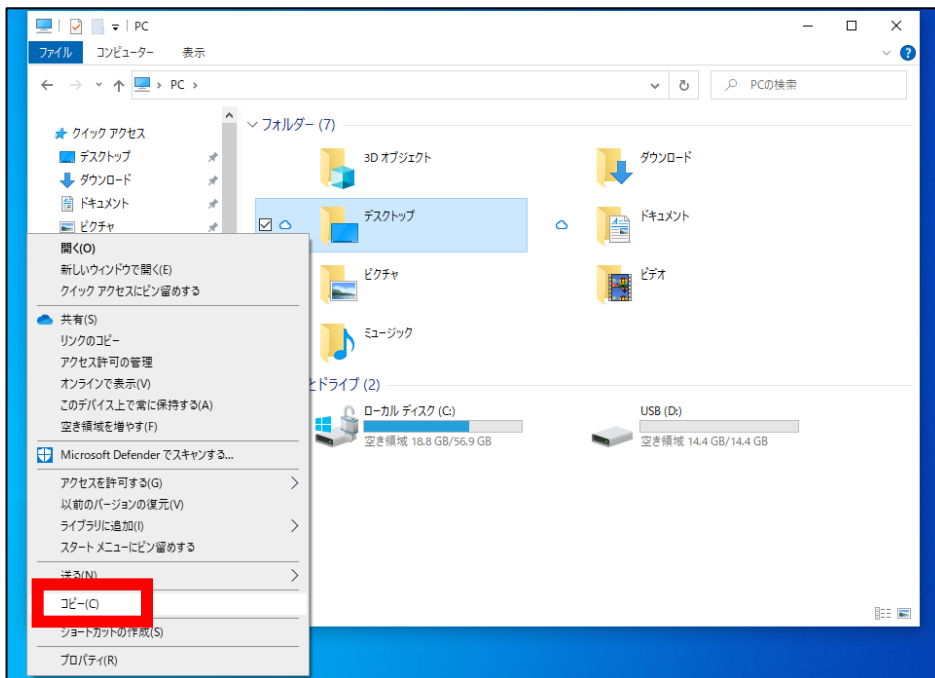 PC
ファイル コンピューター 表示
PC
PCの検索
クイック アクセス
デスクトップ
ダウンロード
ドキュメント
ピクチャ
フォルダー (7)
3D オブジェクト
ダウンロード
デスクトップ
ドキュメント
ピクチャ
ビデオ
ミュージック
とドライブ (2)
ローカル ディスク (C:)
空き領域 18.8 GB/56.9 GB
USB (D:)
空き領域 14.4 GB/14.4 GB
開く(O)
新しいウィンドウで開く(E)
クイック アクセスにピン留めする
共有(S)
リンクのコピー
アクセス許可の管理
オンラインで表示(V)
このデバイス上で常に保持する(A)
空き領域を増やす(F)
Microsoft Defender でスキャンする...
アクセスを許可する(G)
以前のバージョンの復元(V)
ライブラリに追加(I)
スタート メニューにピン留めする
送る(N)
コピー(C)
ショートカットの作成(S)
プロパティ(R)